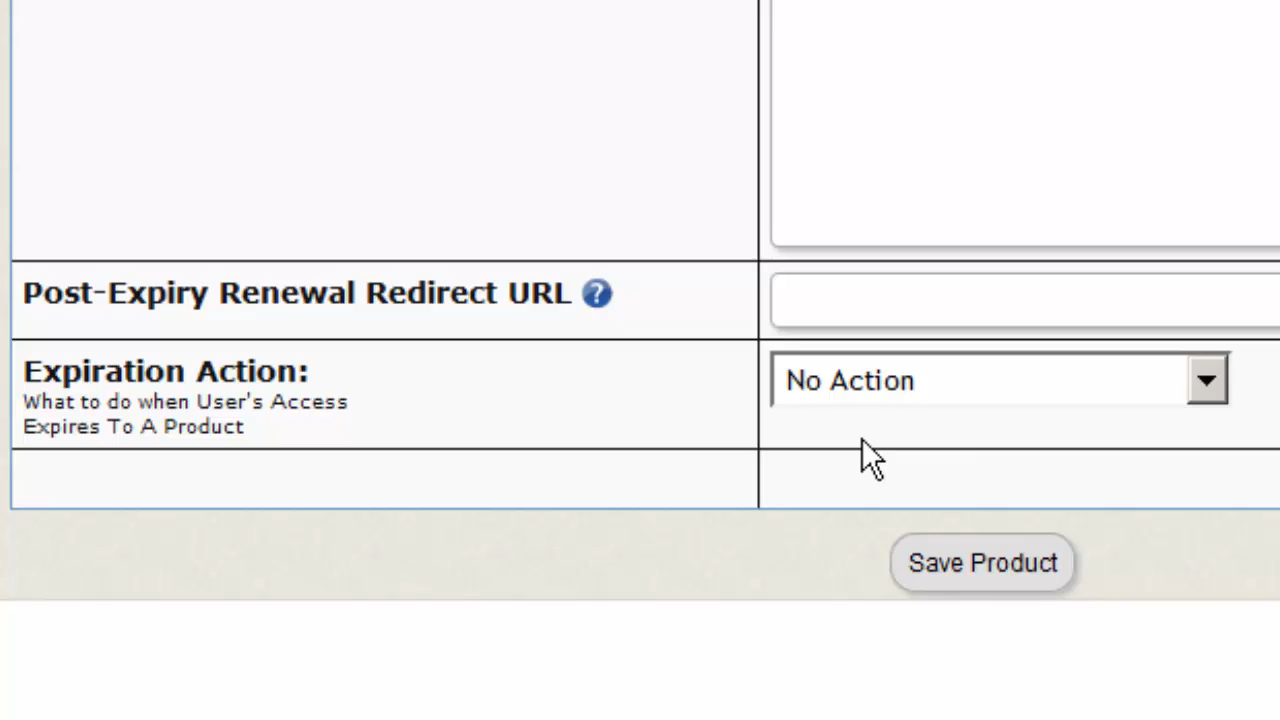 Post-Expiry Renewal Redirect URL ?
Expiration Action:
No Action
What to do when User's Access
Expires To A Product
Save Product